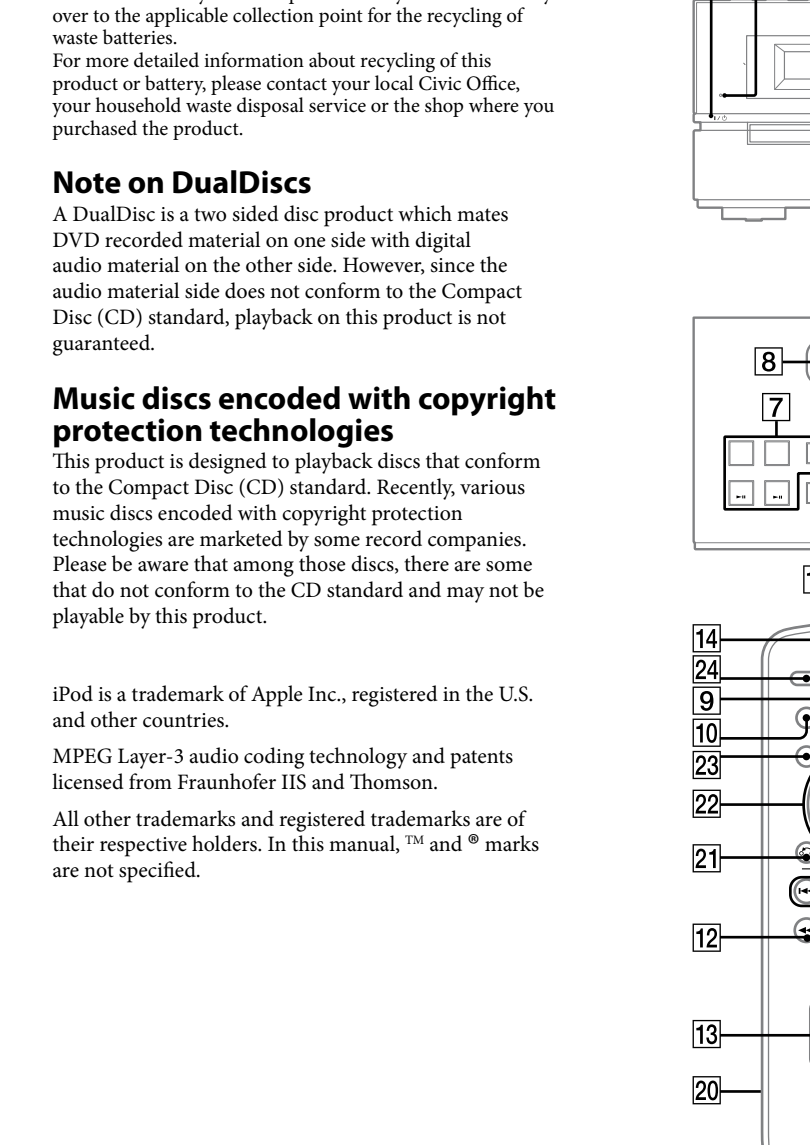 over to the applicable collection point for the recycling of
waste batteries.
For more detailed information about recycling of this
product or battery, please contact your local Civic Office,
your household waste disposal service or the shop where you
purchased the product.
Note on DualDiscs
A DualDisc is a two sided disc product which mates
DVD recorded material on one side with digital
audio material on the other side. However, since the
audio material side does not conform to the Compact
Disc (CD) standard, playback on this product is not
guaranteed.
Music discs encoded with copyright
protection technologies
This product is designed to playback discs that conform
to the Compact Disc (CD) standard. Recently, various
music discs encoded with copyright protection
technologies are marketed by some record companies.
Please be aware that among those discs, there are some
that do not conform to the CD standard and may not be
playable by this product.
iPod is a trademark of Apple Inc., registered in the U.S.
and other countries.
MPEG Layer-3 audio coding technology and patents
licensed from Fraunhofer IIS and Thomson.
All other trademarks and registered trademarks are of
their respective holders. In this manual, ™ and ® marks
are not specified.
8
7
14
24
9
10
23
22
21
12
13
20